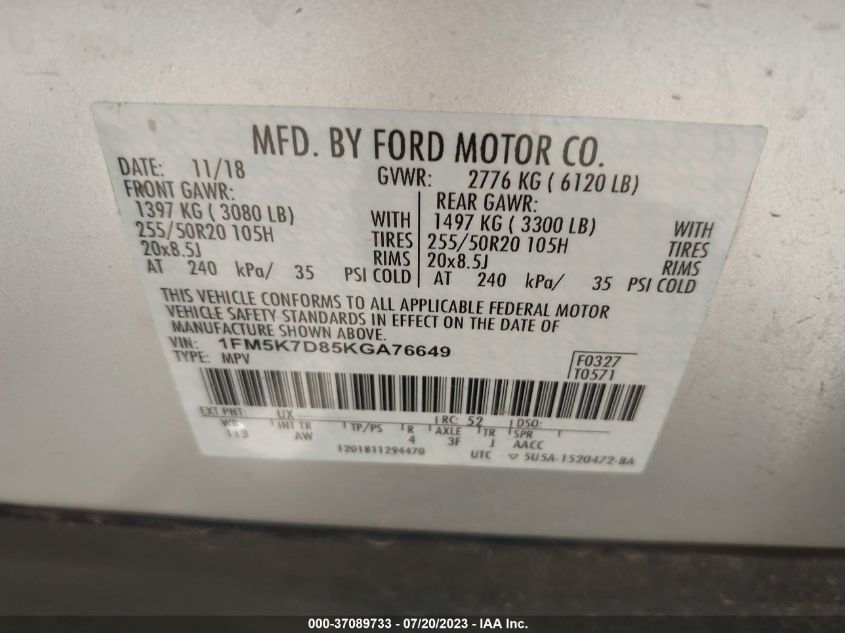 MFD. BY FORD MOTOR CO.
DATE: 11/18 GVWR: 2776 KG ( 6120 LB)
FRONT GAWR: REAR GAWR:
1397 KG ( 3080 LB) WITH 1497 KG ( 3300 LB) WITH
255/50R20 105H TIRES 255/50R20 105H TIRES
20x8.5J RIMS 20x8.5J RIMS
AT 240 kPa/ 35 PSI COLD AT 240 kPa/ 35 PSI COLD
THIS VEHICLE CONFORMS TO ALL APPLICABLE FEDERAL MOTOR
VEHICLE SAFETY STANDARDS IN EFFECT ON THE DATE OF
MANUFACTURE SHOWN ABOVE.
VIN: 1FM5K7D85KGA76649
TYPE: MPV
F0327
T0571
EXT PNT: UX RC: 52 DSO:
WB INT TR TP/PS R AXLE TR SPR
113 AW 4 3F J AACC
1201811294470 UTC ▽ 5U5A-1520472-BA
000-37089733 - 07/20/2023 - IAA Inc.